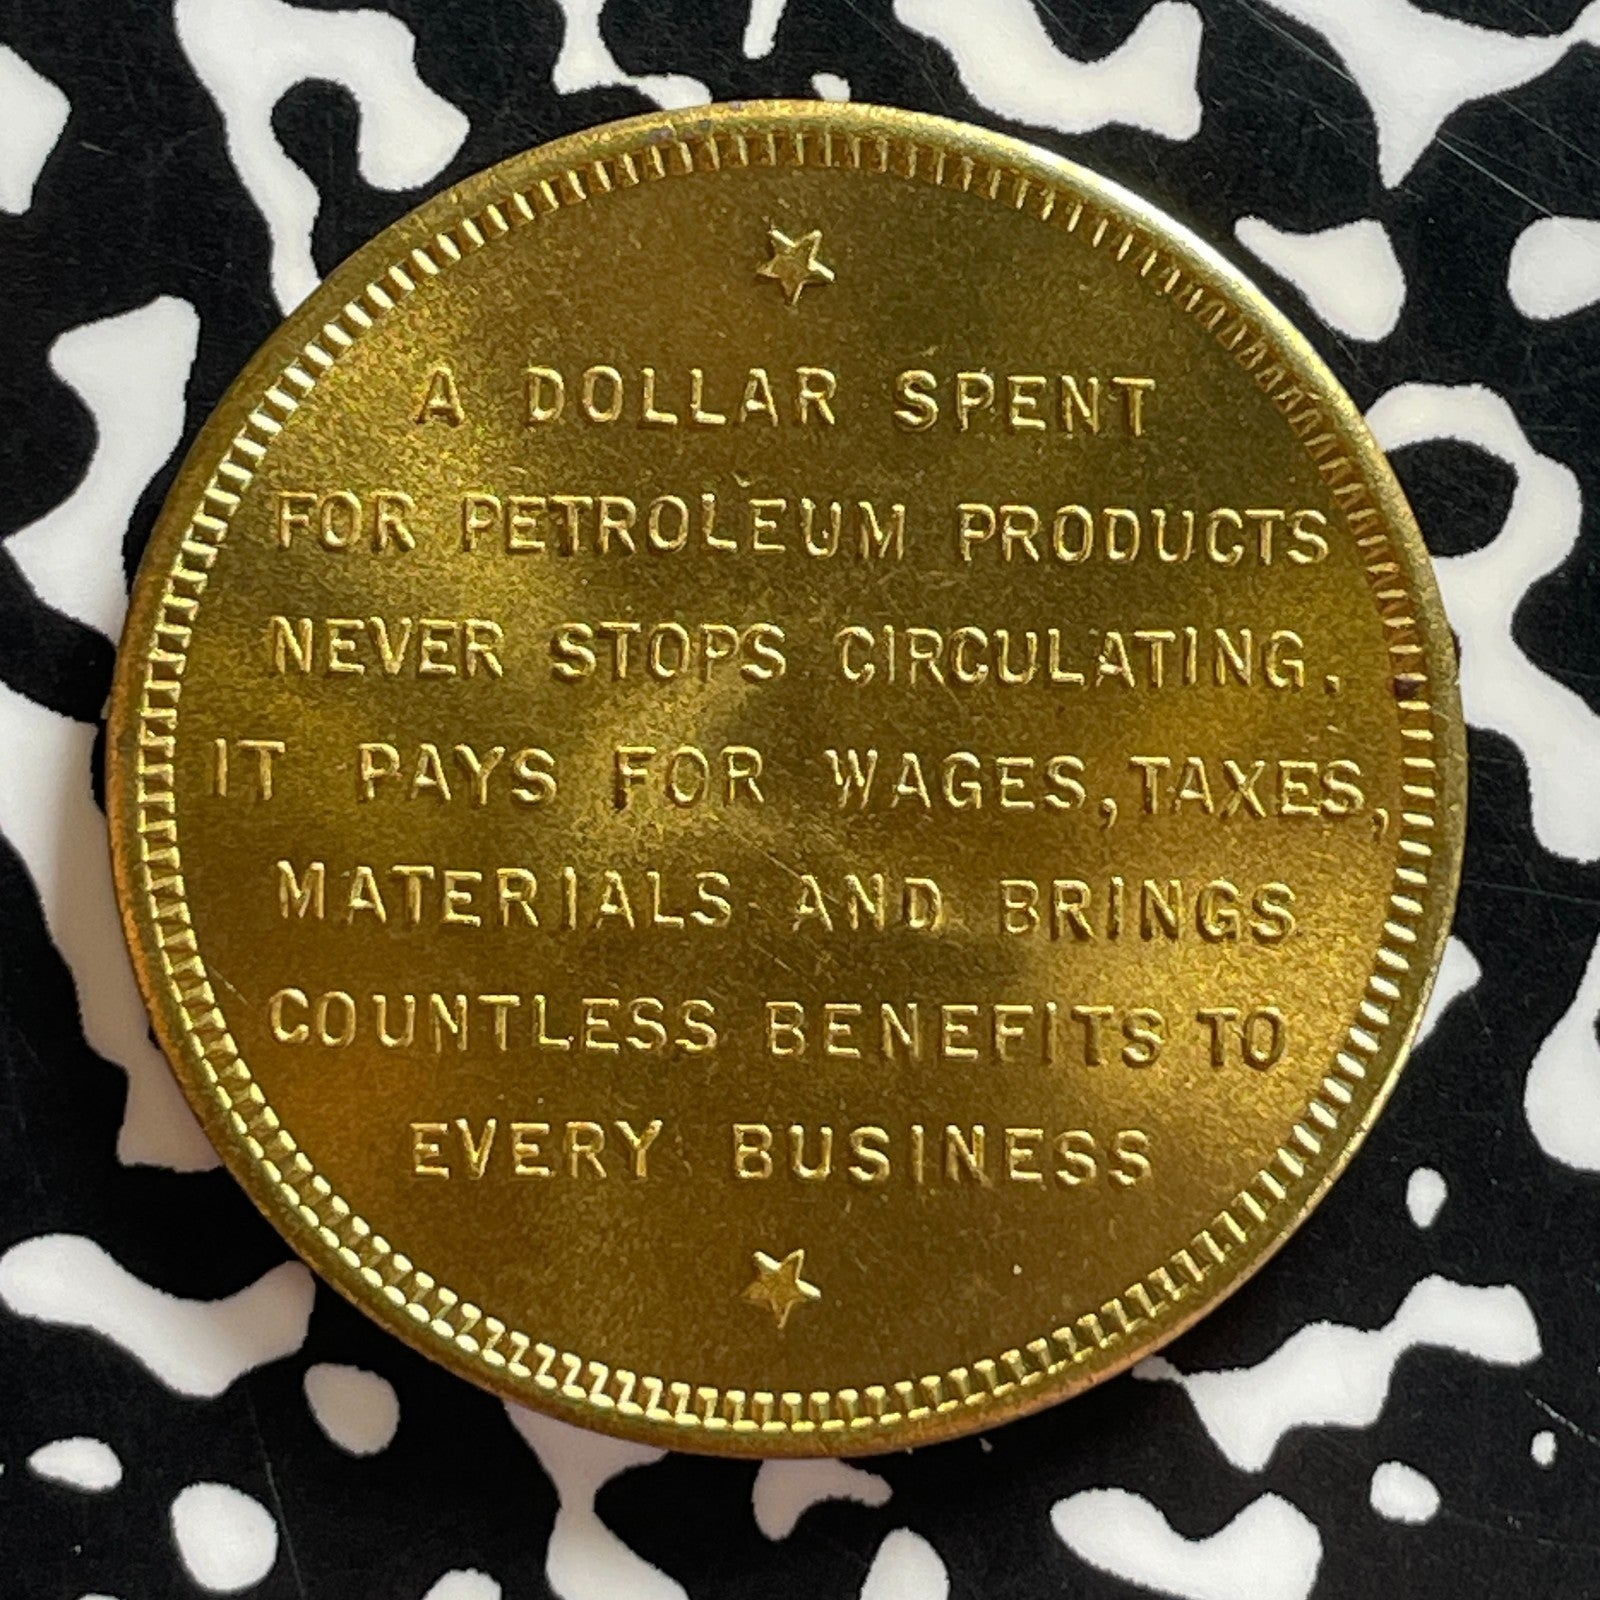 A DOLLAR SPENT
FOR PETROLEUM PRODUCTS
NEVER STOPS CIRCULATING.
IT PAYS FOR WAGES, TAXES,
MATERIALS AND BRINGS
COUNTLESS BENEFITS TO
EVERY BUSINESS